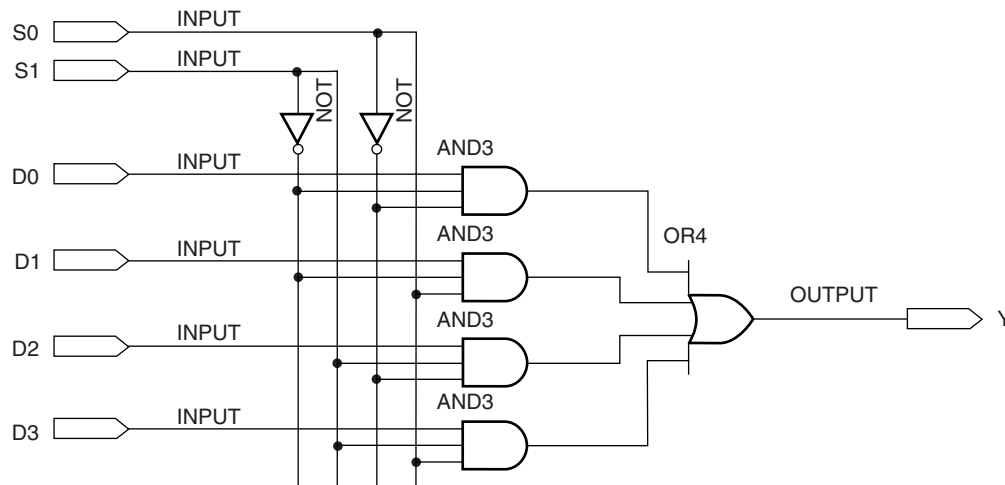 S0 INPUT
S1 INPUT
NOT NOT
AND3
D0 INPUT
AND3
OR4
D1 INPUT
OUTPUT
AND3
Y
D2 INPUT
AND3
D3 INPUT